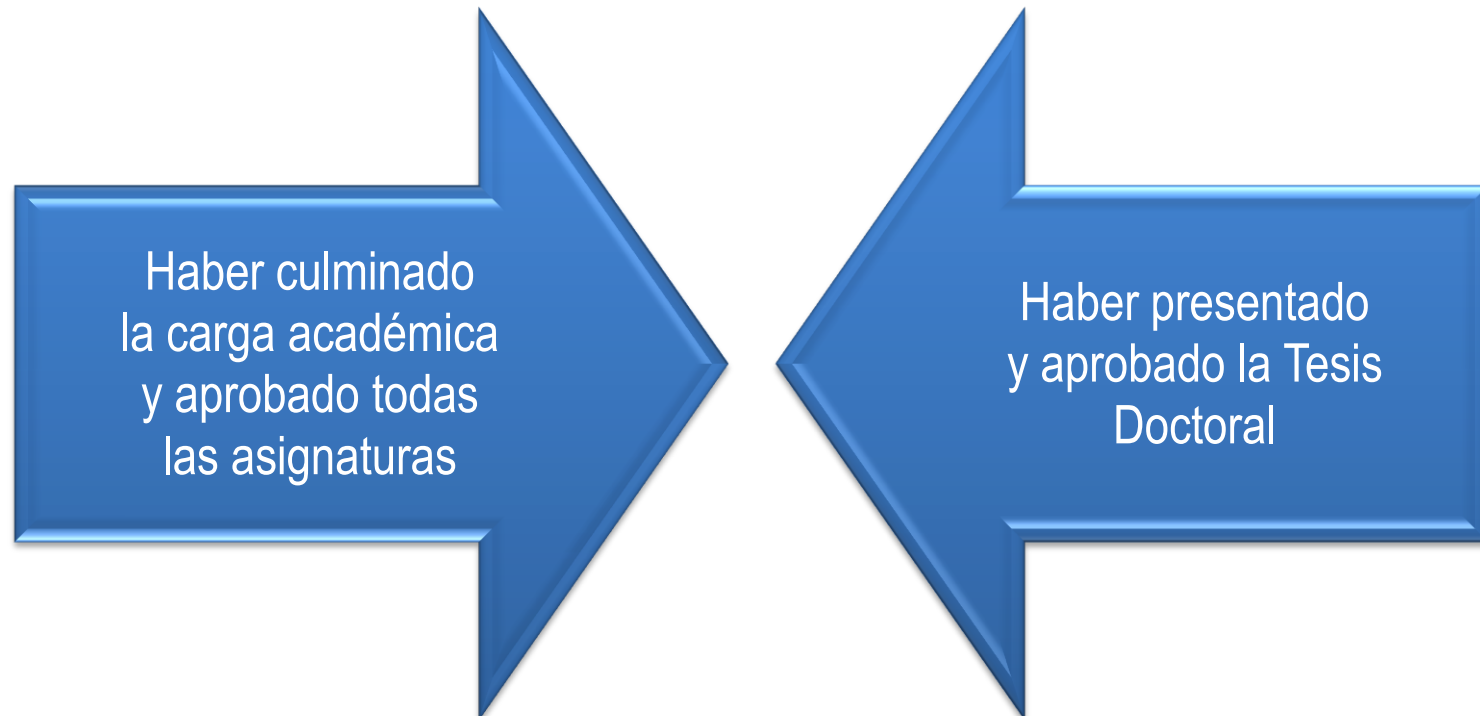 Haber culminado
la carga académica
y aprobado todas
las asignaturas
Haber presentado
y aprobado la Tesis
Doctoral